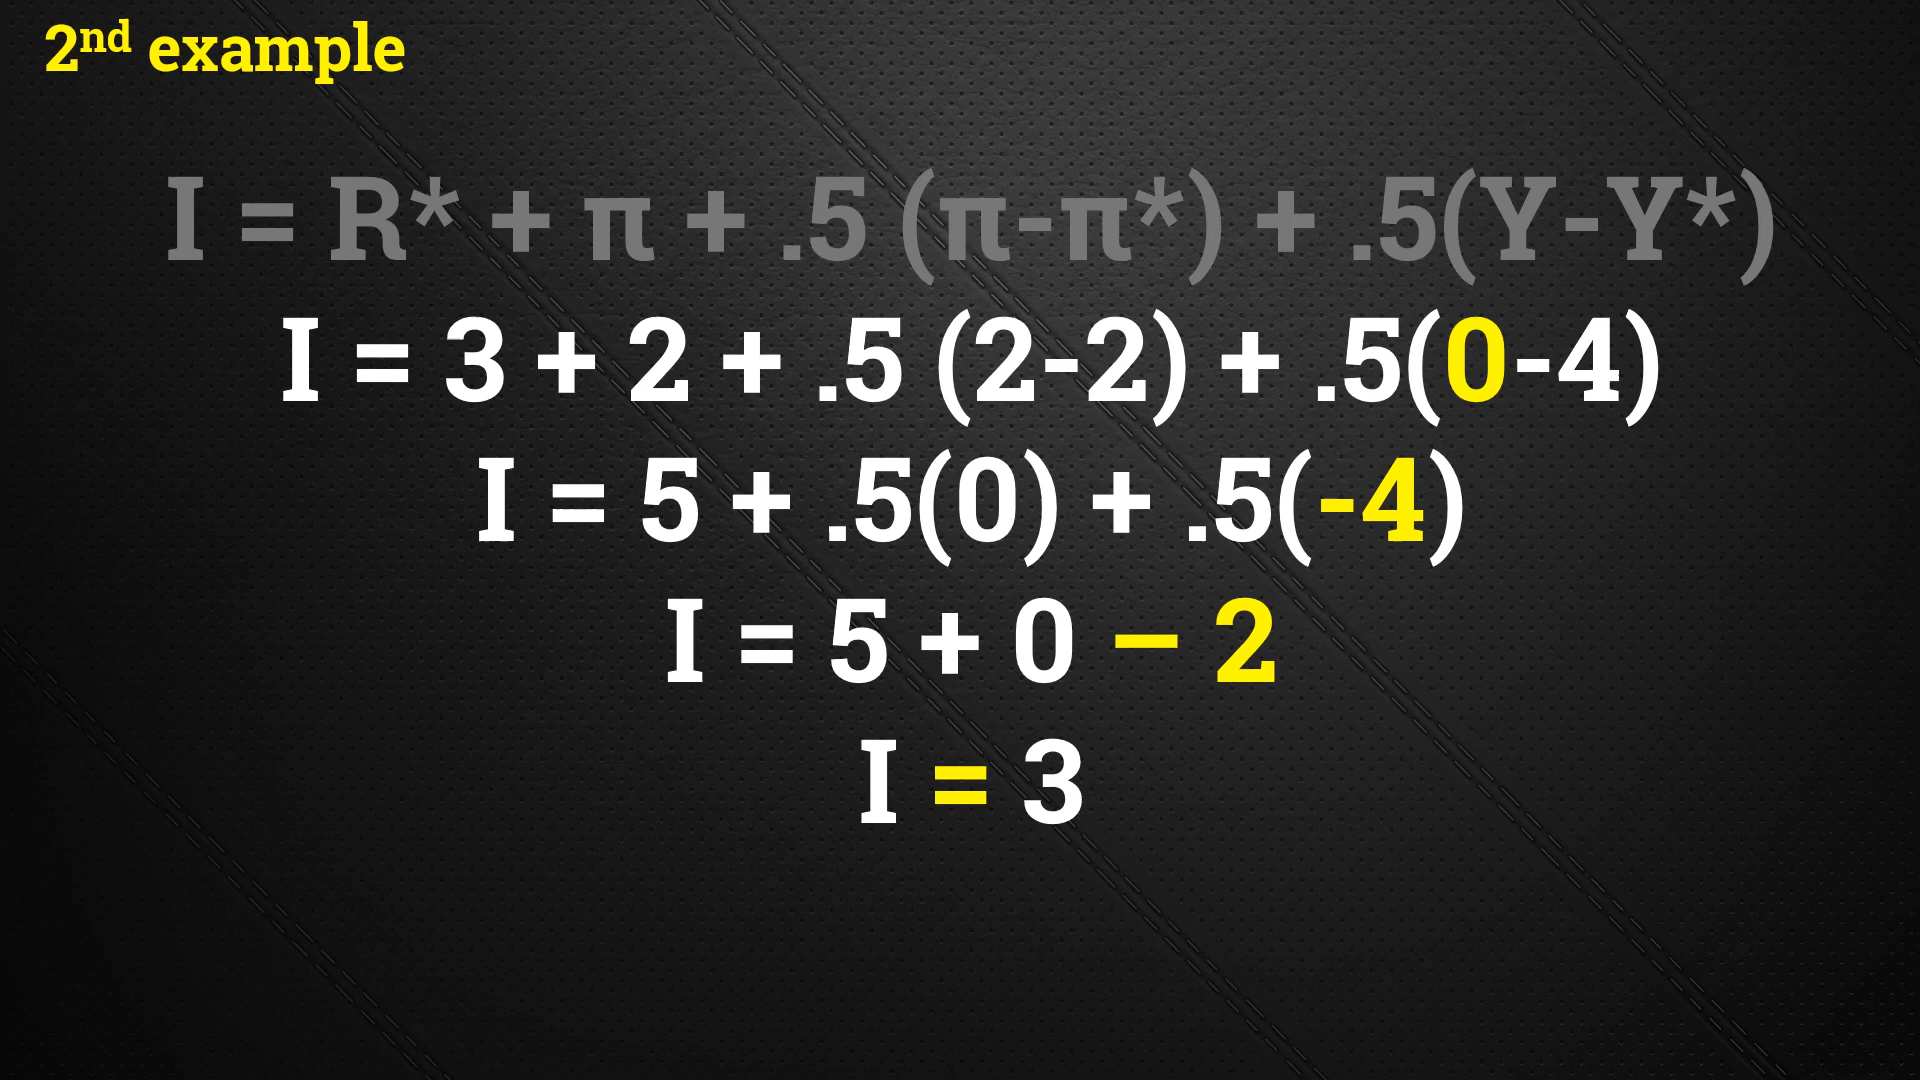 2nd example
I = R* + π + .5 (π-π*) + .5(Y-Y*)
I = 3 + 2 + .5 (2-2) + .5(0-4)
I = 5 + .5(0) + .5(-4)
I = 5 + 0 – 2
I = 3